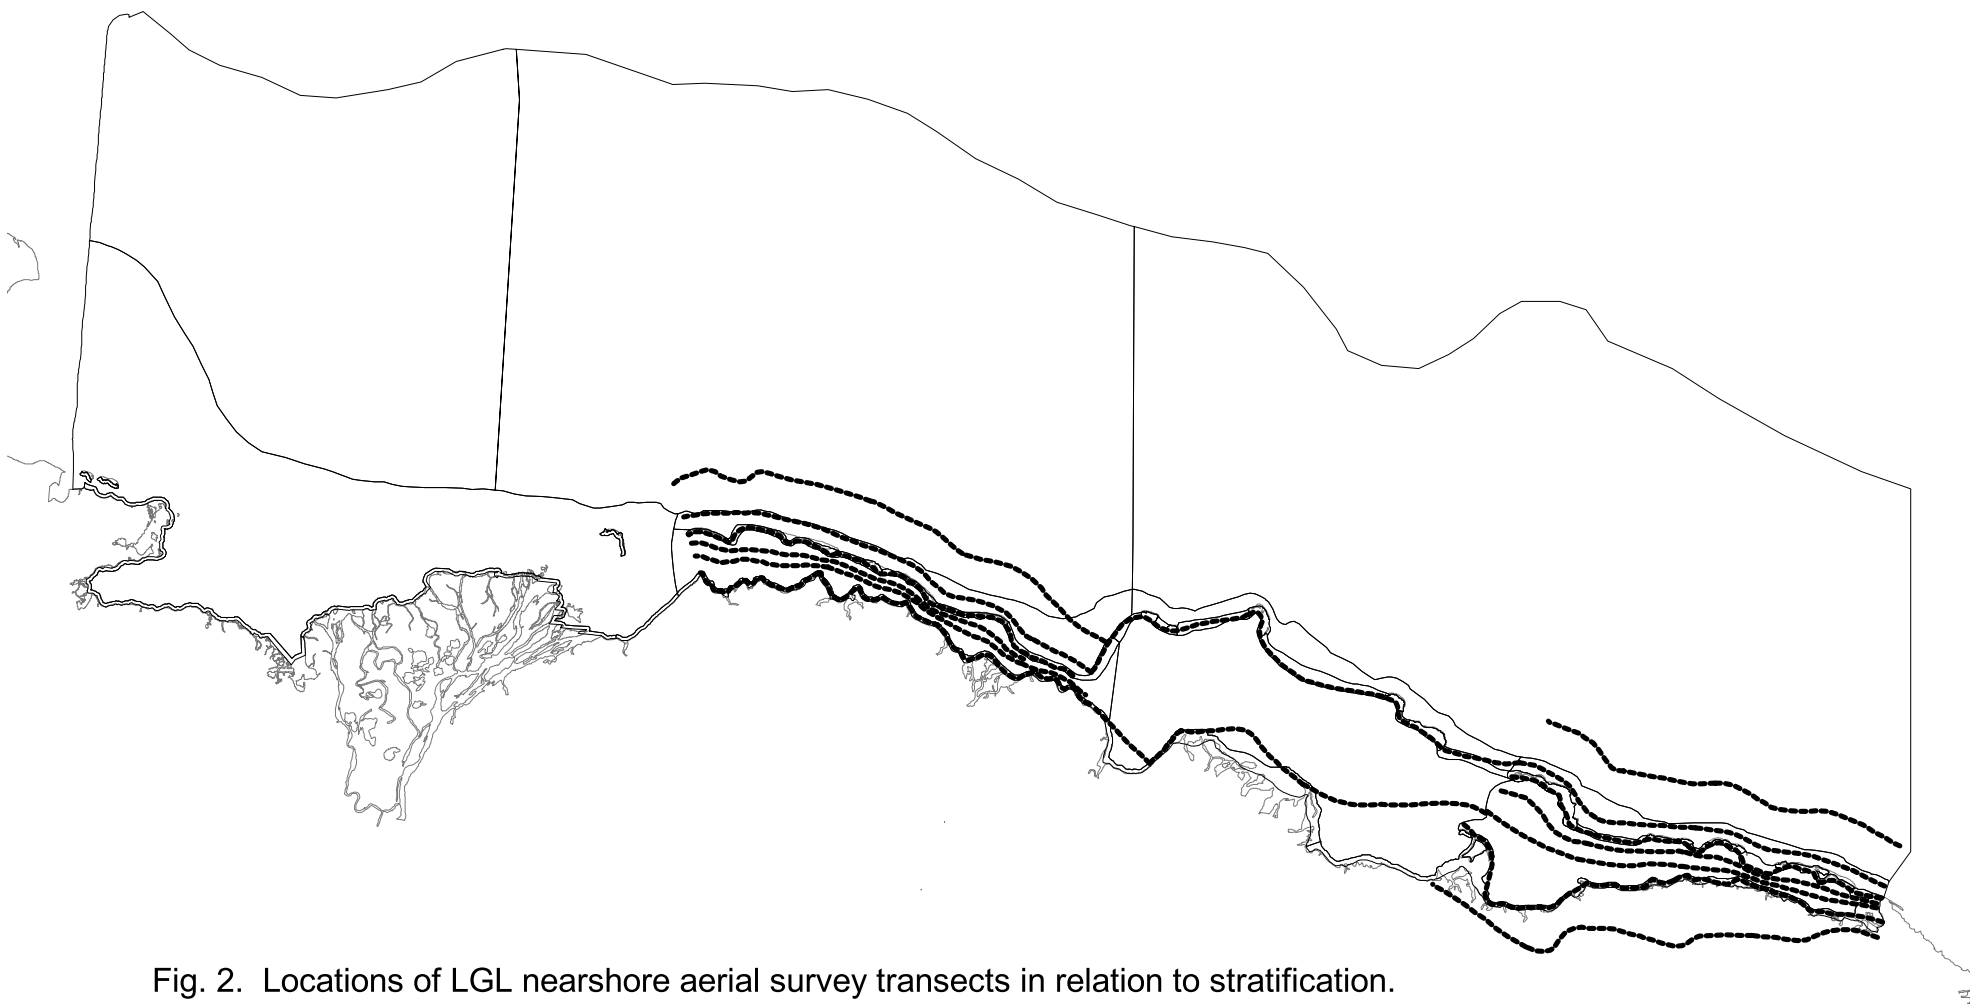 Fig. 2. Locations of LGL nearshore aerial survey transects in relation to stratification.